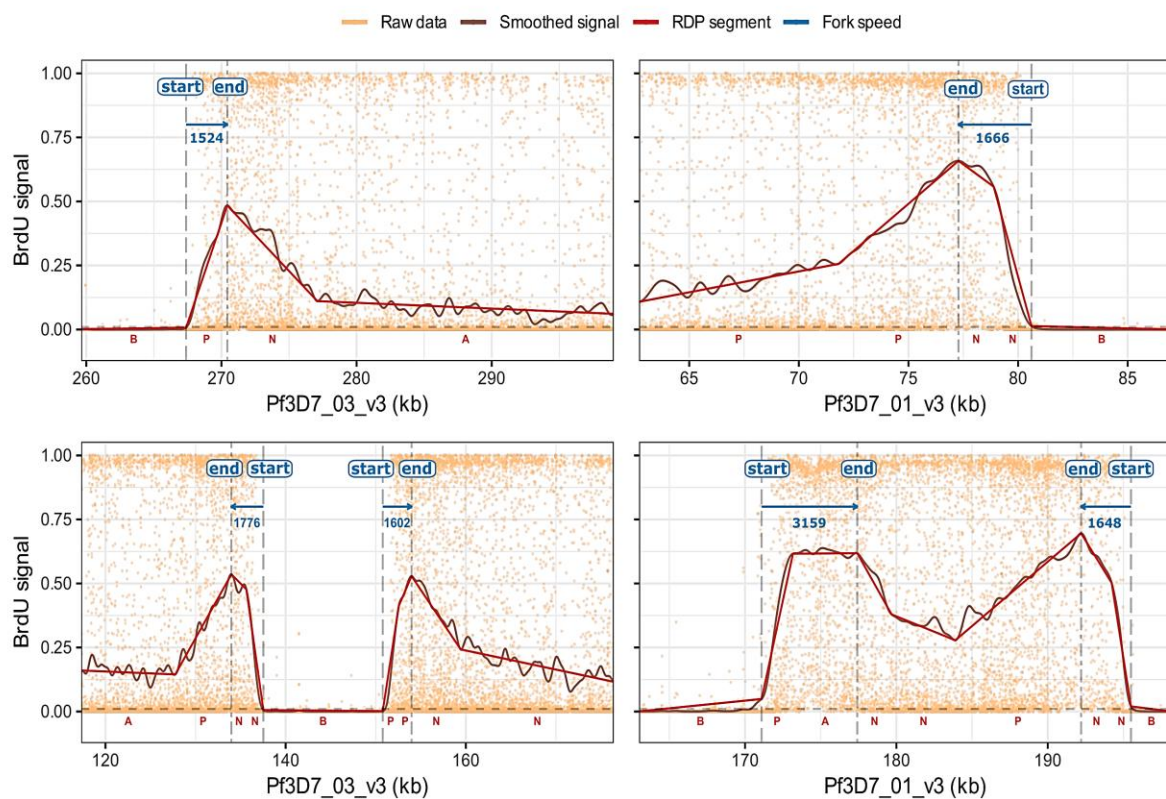 Raw data Smoothed signal RDP segment Fork speed
1.00
0.75
0.50
0.25
0.00
BrdU signal
start end
1524
B P N A
260 270 280 290
Pf3D7_03_v3 (kb)
end start
1666
P P N N B
65 70 75 80 85
Pf3D7_01_v3 (kb)
1.00
0.75
0.50
0.25
0.00
BrdU signal
end start start end
1776 1602
A P N N B P P N N
120 140 160
Pf3D7_03_v3 (kb)
start end end start
3159 1648
B P A N N P N N B
170 180 190
Pf3D7_01_v3 (kb)